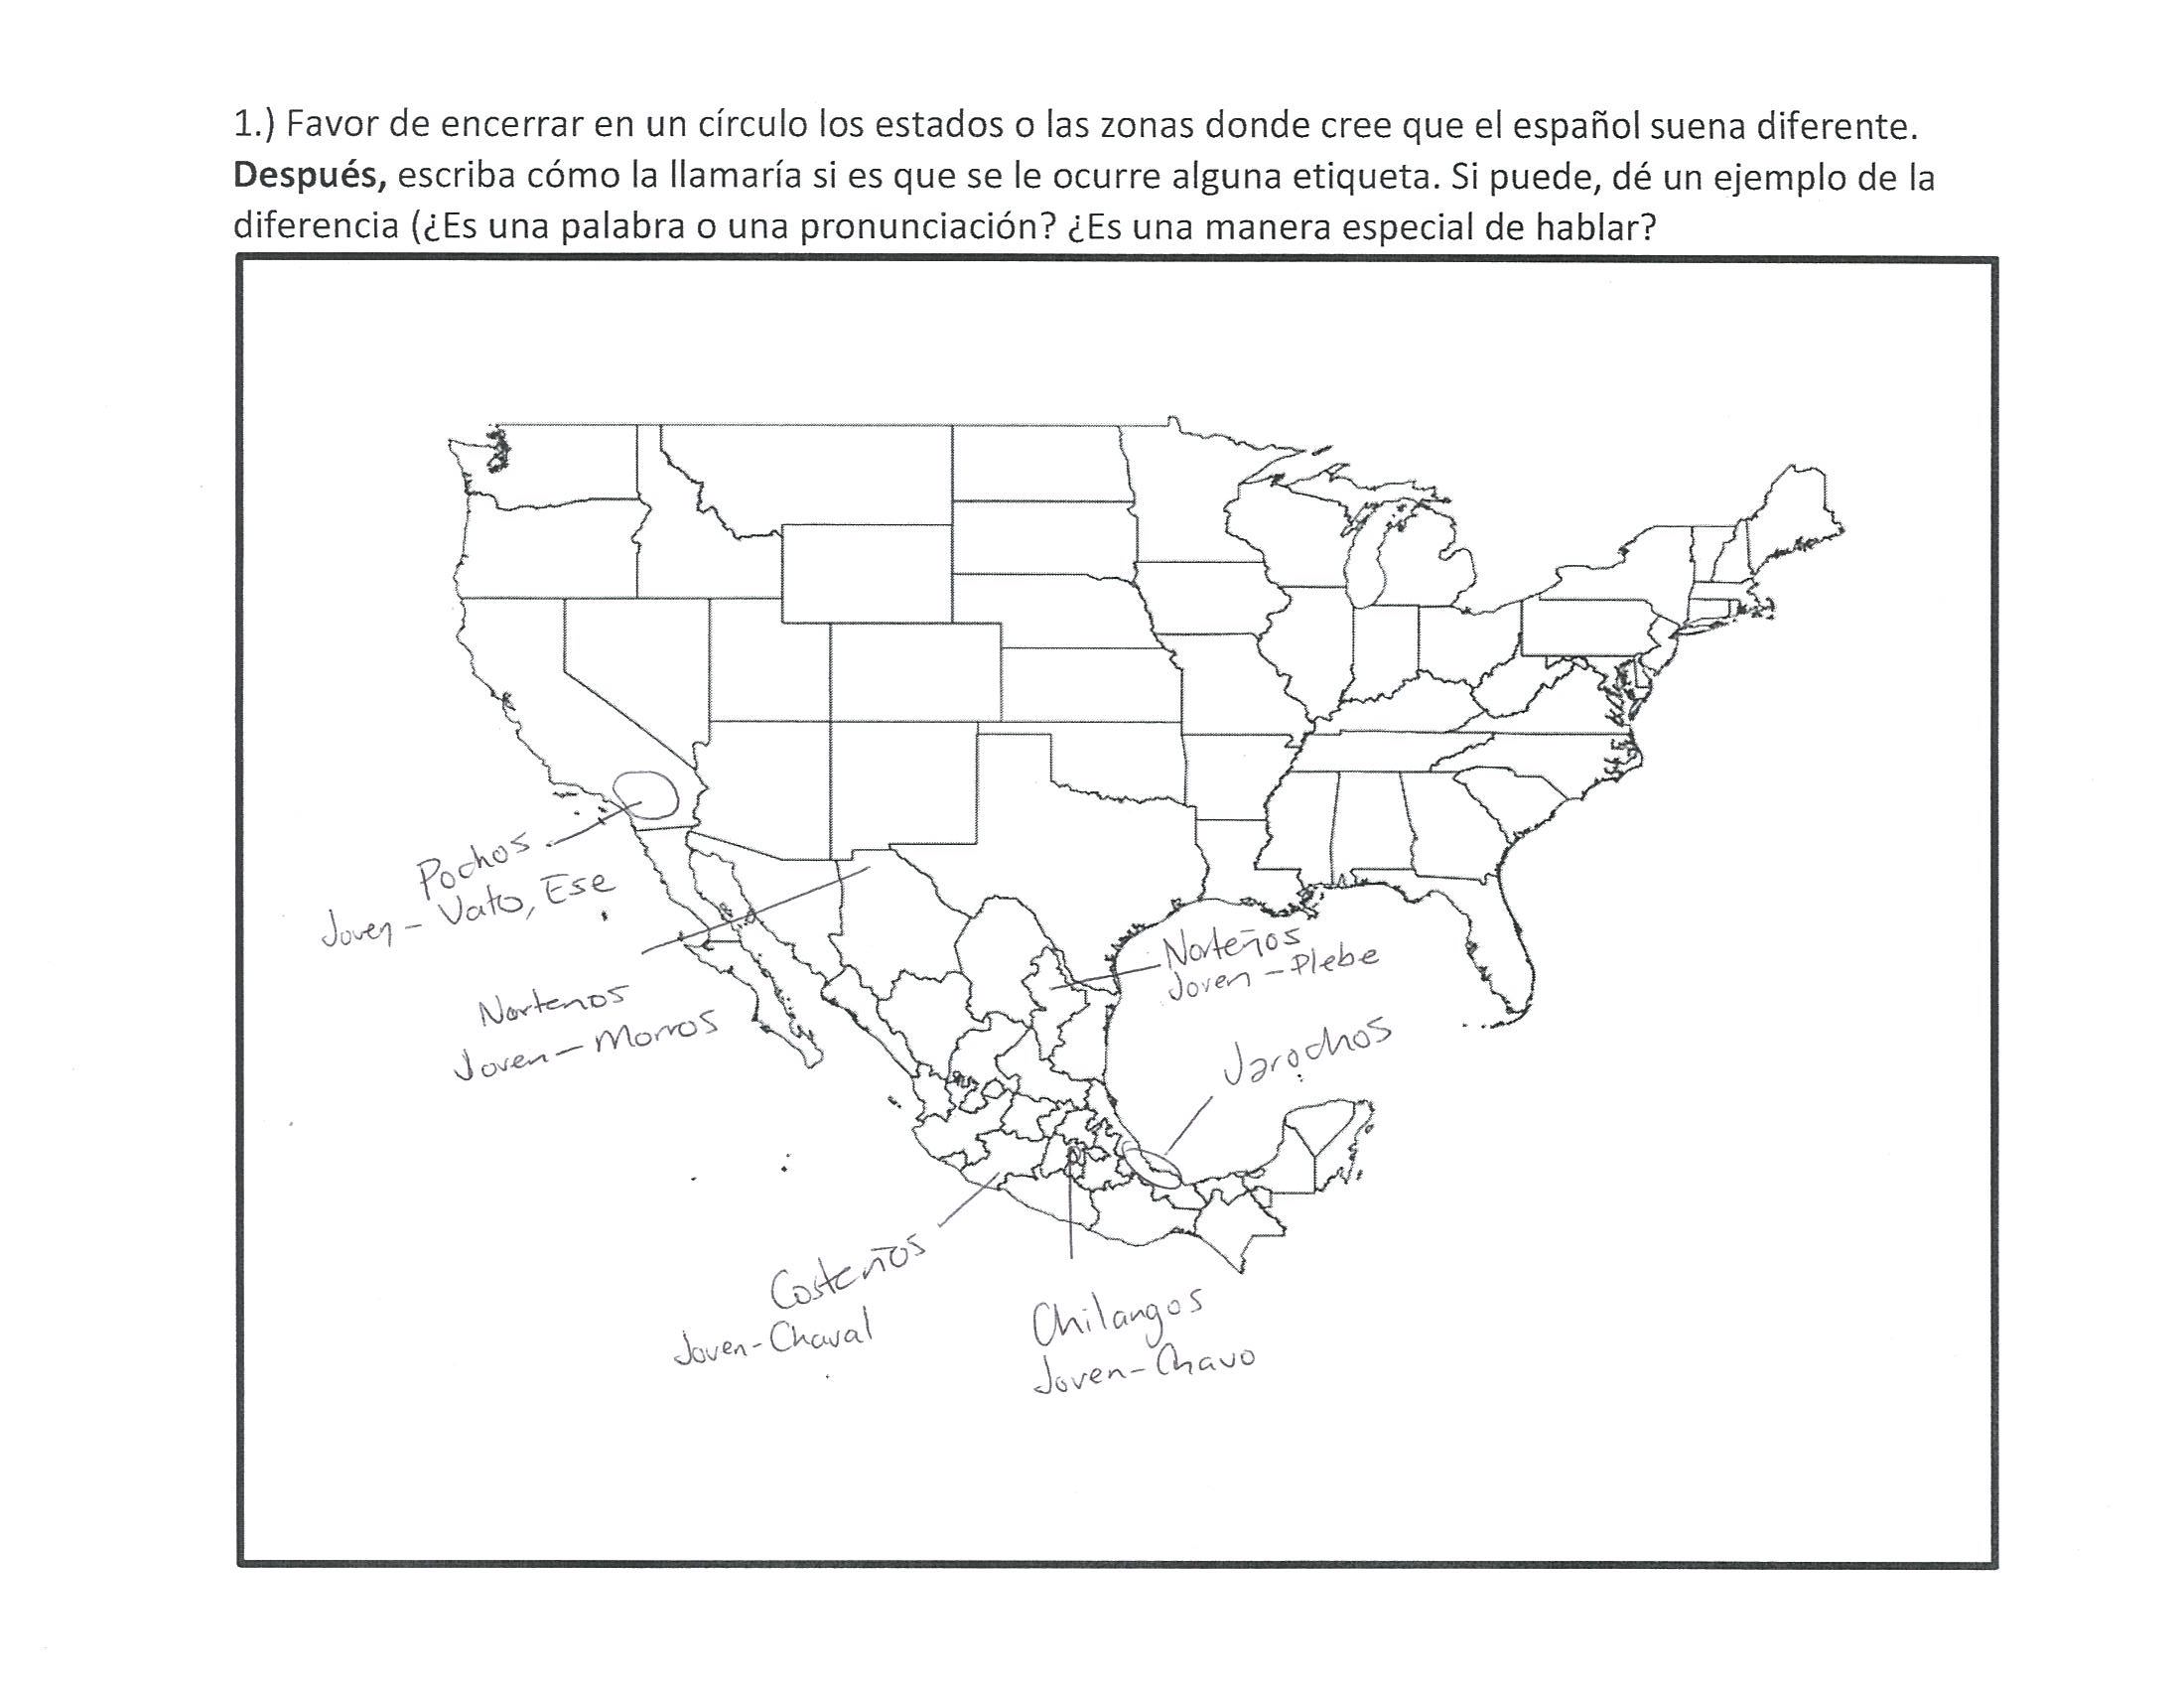 1.) Favor de encerrar en un círculo los estados o las zonas donde cree que el español suena diferente.
Después, escriba cómo la llamaría si es que se le ocurre alguna etiqueta. Si puede, dé un ejemplo de la
diferencia (¿Es una palabra o una pronunciación? ¿Es una manera especial de hablar?
Pochos
Joven - Vato, Ese
Norteños
Joven - Plebe
Nortenos
Joven - Morros
Jarochos
Costeños
Joven - Chaval
Chilangos
Joven - Chavo